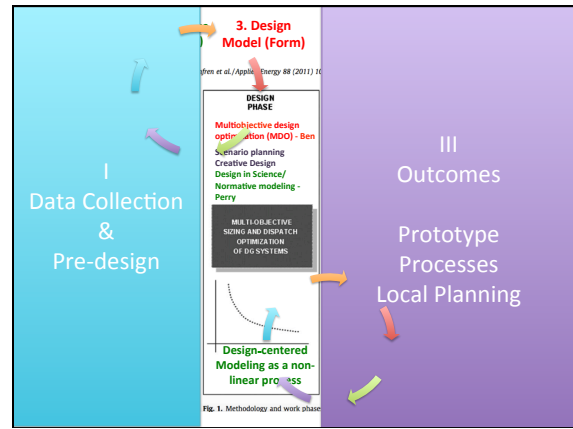 )
3. Design
Model (Form)
fren et al./Applied Energy 88 (2011) 10
DESIGN
PHASE
Multiobjective design
optimization (MDO) - Ben
Scenario planning
Creative Design
Design in Science/
Normative modeling -
Perry
MULTI-OBJECTIVE
SIZING AND DISPATCH
OPTIMIZATION
OF DG SYSTEMS
Design-centered
Modeling as a non-
linear process
Fig. 1. Methodology and work phase
I
Data Collection
&
Pre-design
III
Outcomes
Prototype
Processes
Local Planning